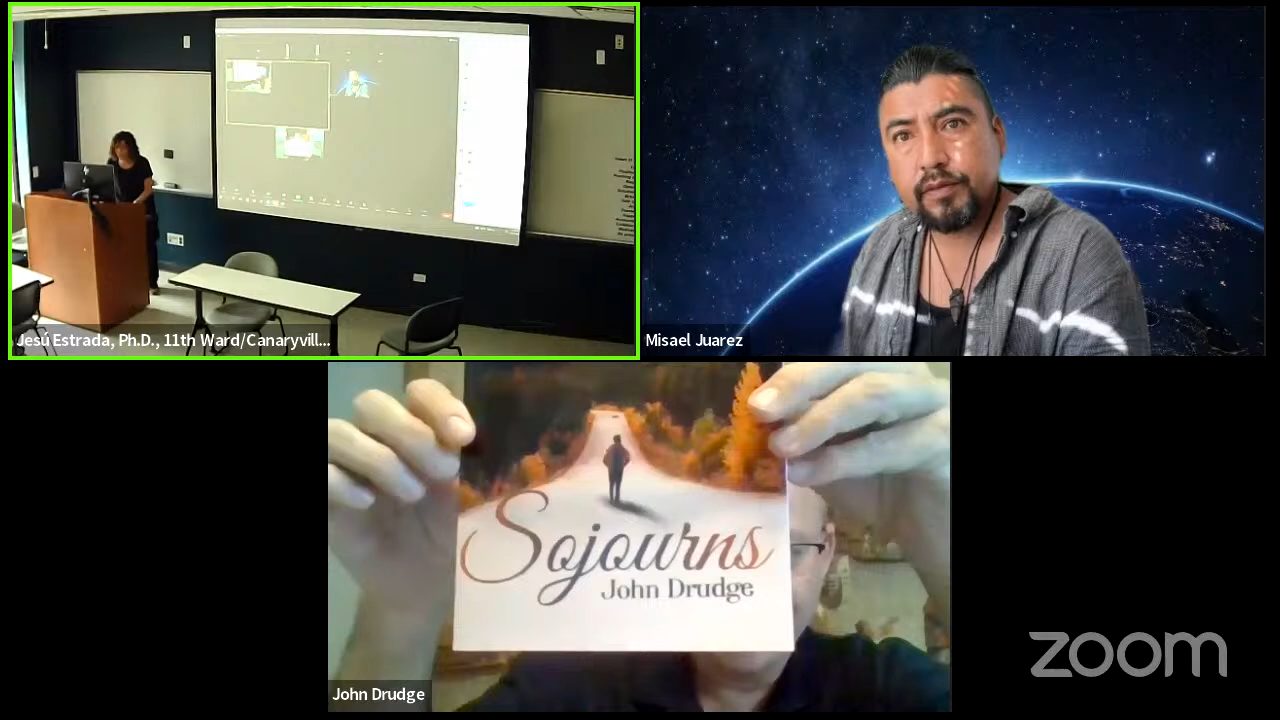 Jesú Estrada, Ph.D., 11th Ward/Canaryvill...
Misael Juarez
Sojourns
John Drudge
John Drudge
zoom